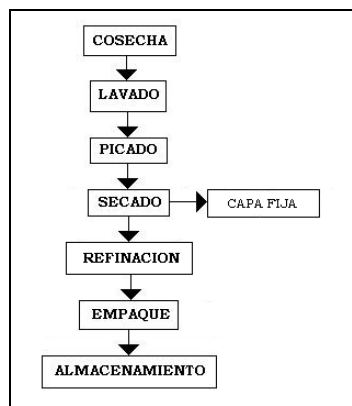 COSECHA
LAVADO
PICADO
SECADO
CAPA FIJA
REFINACION
EMPAQUE
ALMACENAMIENTO